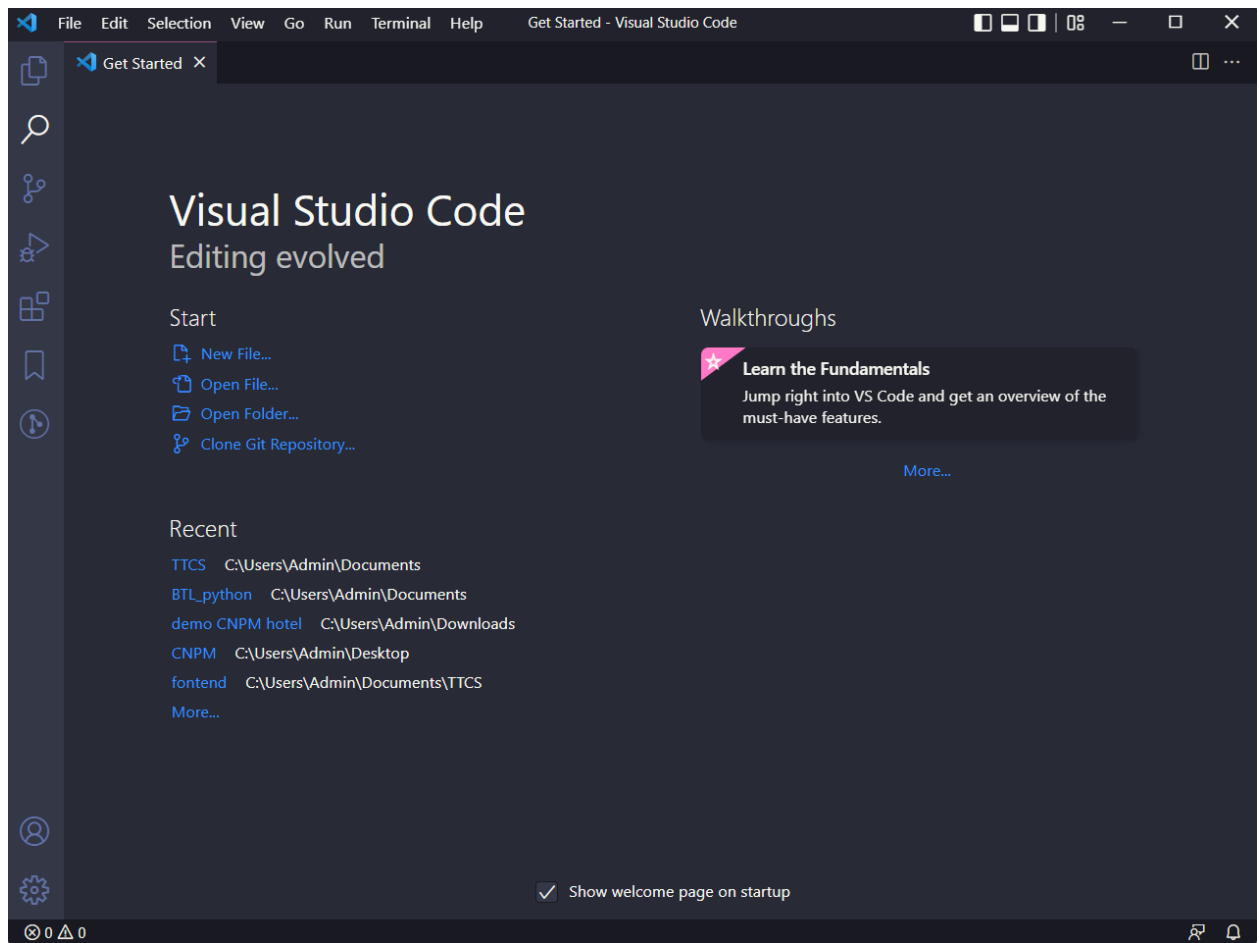 File Edit Selection View Go Run Terminal Help Get Started - Visual Studio Code
Get Started
Visual Studio Code
Editing evolved
Start
New File...
Open File...
Open Folder...
Clone Git Repository...
Walkthroughs
Learn the Fundamentals
Jump right into VS Code and get an overview of the
must-have features.
More...
Recent
TTCS C:\Users\Admin\Documents
BTL_python C:\Users\Admin\Documents
demo CNPM hotel C:\Users\Admin\Downloads
CNPM C:\Users\Admin\Desktop
fontend C:\Users\Admin\Documents\TTCS
More...
Show welcome page on startup
0 0